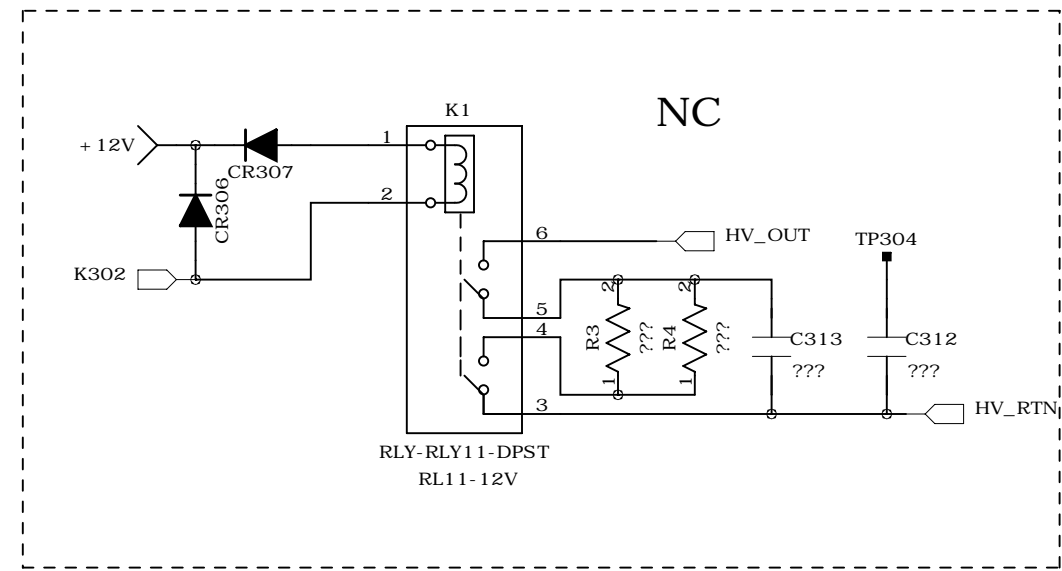 NC
K1
+12V
1
CR307
CR306
2
K302
6
HV_OUT
TP304
5
4
2
2
R3
???
R4
???
C313
???
C312
???
1
1
3
HV_RTN
RLY-RLY11-DPST
RL11-12V